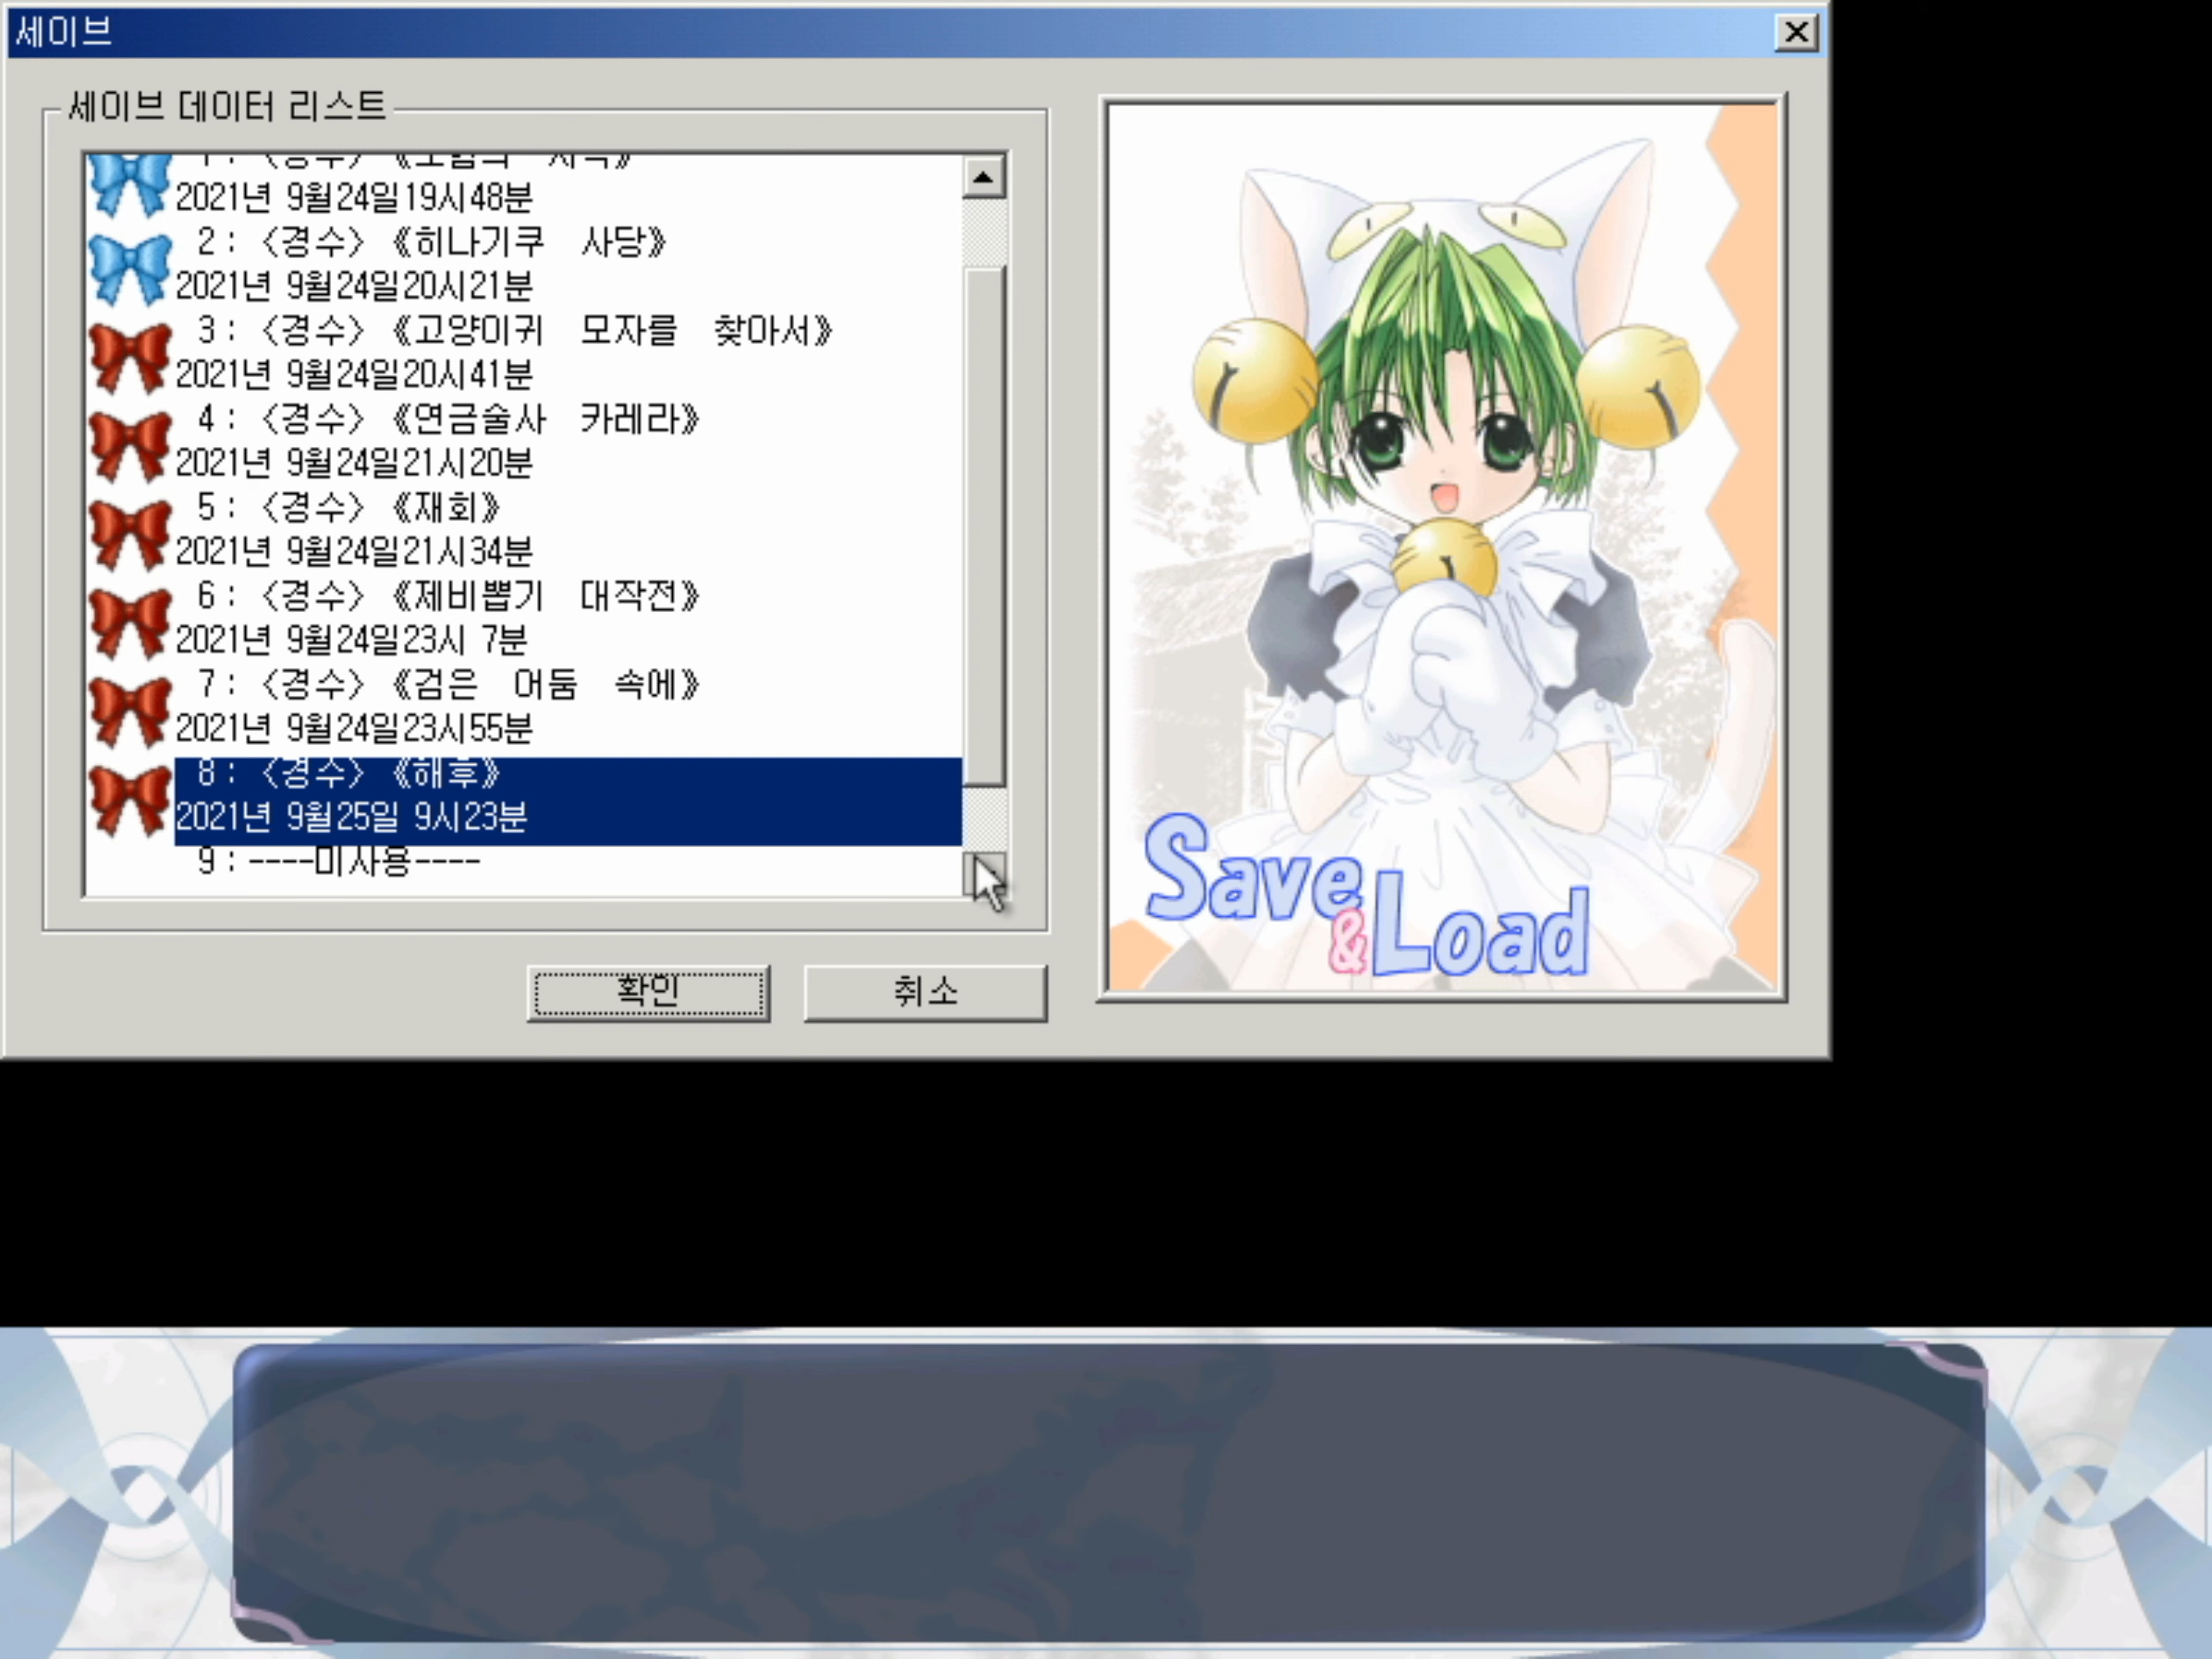 세이브
세이브 데이터 리스트
2021년 9월24일19시48분
2 : 〈경수〉 《히나기쿠 사당》
2021년 9월24일20시21분
3 : 〈경수〉 《고양이귀 모자를 찾아서》
2021년 9월24일20시41분
4 : 〈경수〉 《연금술사 카레라》
2021년 9월24일21시20분
5 : 〈경수〉 《재회》
2021년 9월24일21시34분
6 : 〈경수〉 《제비뽑기 대작전》
2021년 9월24일23시 7분
7 : 〈경수〉 《검은 어둠 속에》
2021년 9월24일23시55분
8 : 〈경수〉 《해후》
2021년 9월25일 9시23분
9 : ----미사용----
확인 취소
Save
&Load